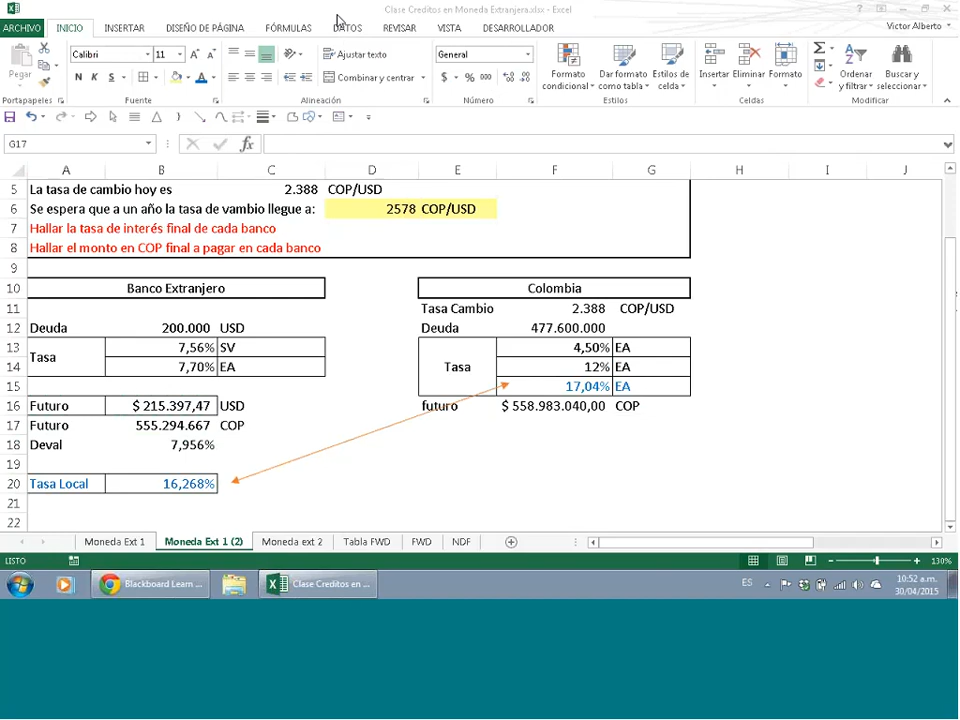 Clase Creditos en Moneda Extranjera.xlsx - Excel
ARCHIVO INICIO INSERTAR DISEÑO DE PÁGINA FÓRMULAS DATOS REVISAR VISTA DESARROLLADOR Victor Alberto
Pegar
Calibri 11 A A
N K S
Ajustar texto
Combinar y centrar
General
$ % 000
Formato condicional
Dar formato como tabla
Estilos de celda
Insertar Eliminar Formato
Ordenar y filtrar
Buscar y seleccionar
Portapapeles Fuente Alineación Número Estilos Celdas Modificar
G17 fx
A B C D E F G H I J
5 La tasa de cambio hoy es 2.388 COP/USD
6 Se espera que a un año la tasa de vambio llegue a: 2578 COP/USD
7 Hallar la tasa de interés final de cada banco
8 Hallar el monto en COP final a pagar en cada banco
9
10 Banco Extranjero Colombia
11 Tasa Cambio 2.388 COP/USD
12 Deuda 200.000 USD Deuda 477.600.000
13 7,56% SV 4,50% EA
Tasa
14 7,70% EA Tasa 12% EA
15 17,04% EA
16 Futuro $ 215.397,47 USD futuro $ 558.983.040,00 COP
17 Futuro 555.294.667 COP
18 Deval 7,956%
19
20 Tasa Local 16,268%
21
22
Moneda Ext 1 Moneda Ext 1 (2) Moneda ext 2 Tabla FWD FWD NDF
LISTO 130%
Blackboard Learn ... Clase Creditos en ... ES 10:52 a.m.
30/04/2015